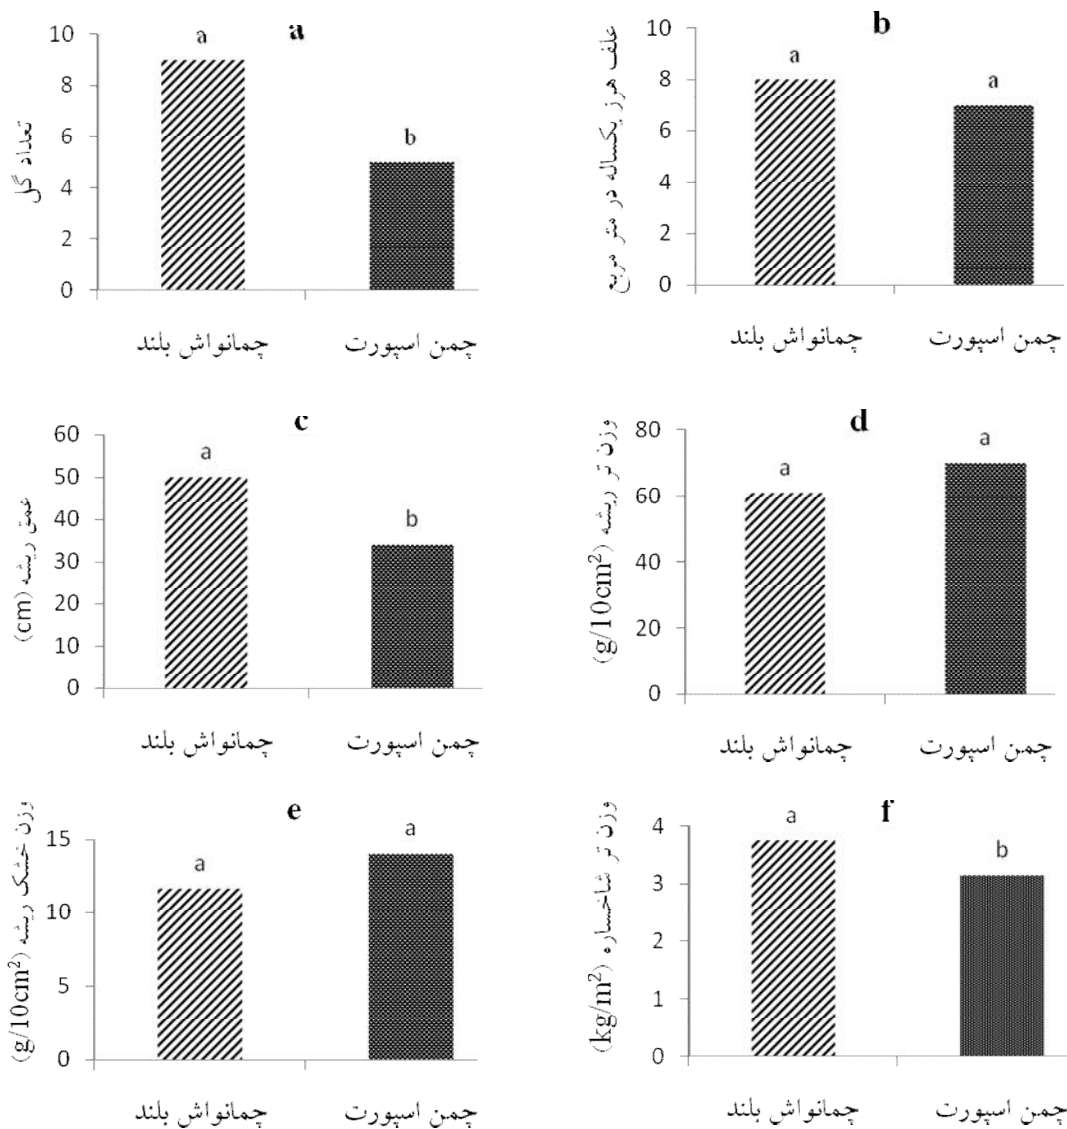 a
تعداد گل
10
8
6
4
2
0
a
b
چمانواش بلند
چمن اسپورت
b
علف هرز یکساله در متر مربع
10
8
6
4
2
0
a
a
چمانواش بلند
چمن اسپورت
c
عمق ریشه (cm)
60
50
40
30
20
10
0
a
b
چمانواش بلند
چمن اسپورت
d
وزن تر ریشه (g/10cm²)
80
60
40
20
0
a
a
چمانواش بلند
چمن اسپورت
e
وزن خشک ریشه (g/10cm²)
15
10
5
0
a
a
چمانواش بلند
چمن اسپورت
f
وزن تر شاخساره (kg/m²)
4
3
2
1
0
a
b
چمانواش بلند
چمن اسپورت